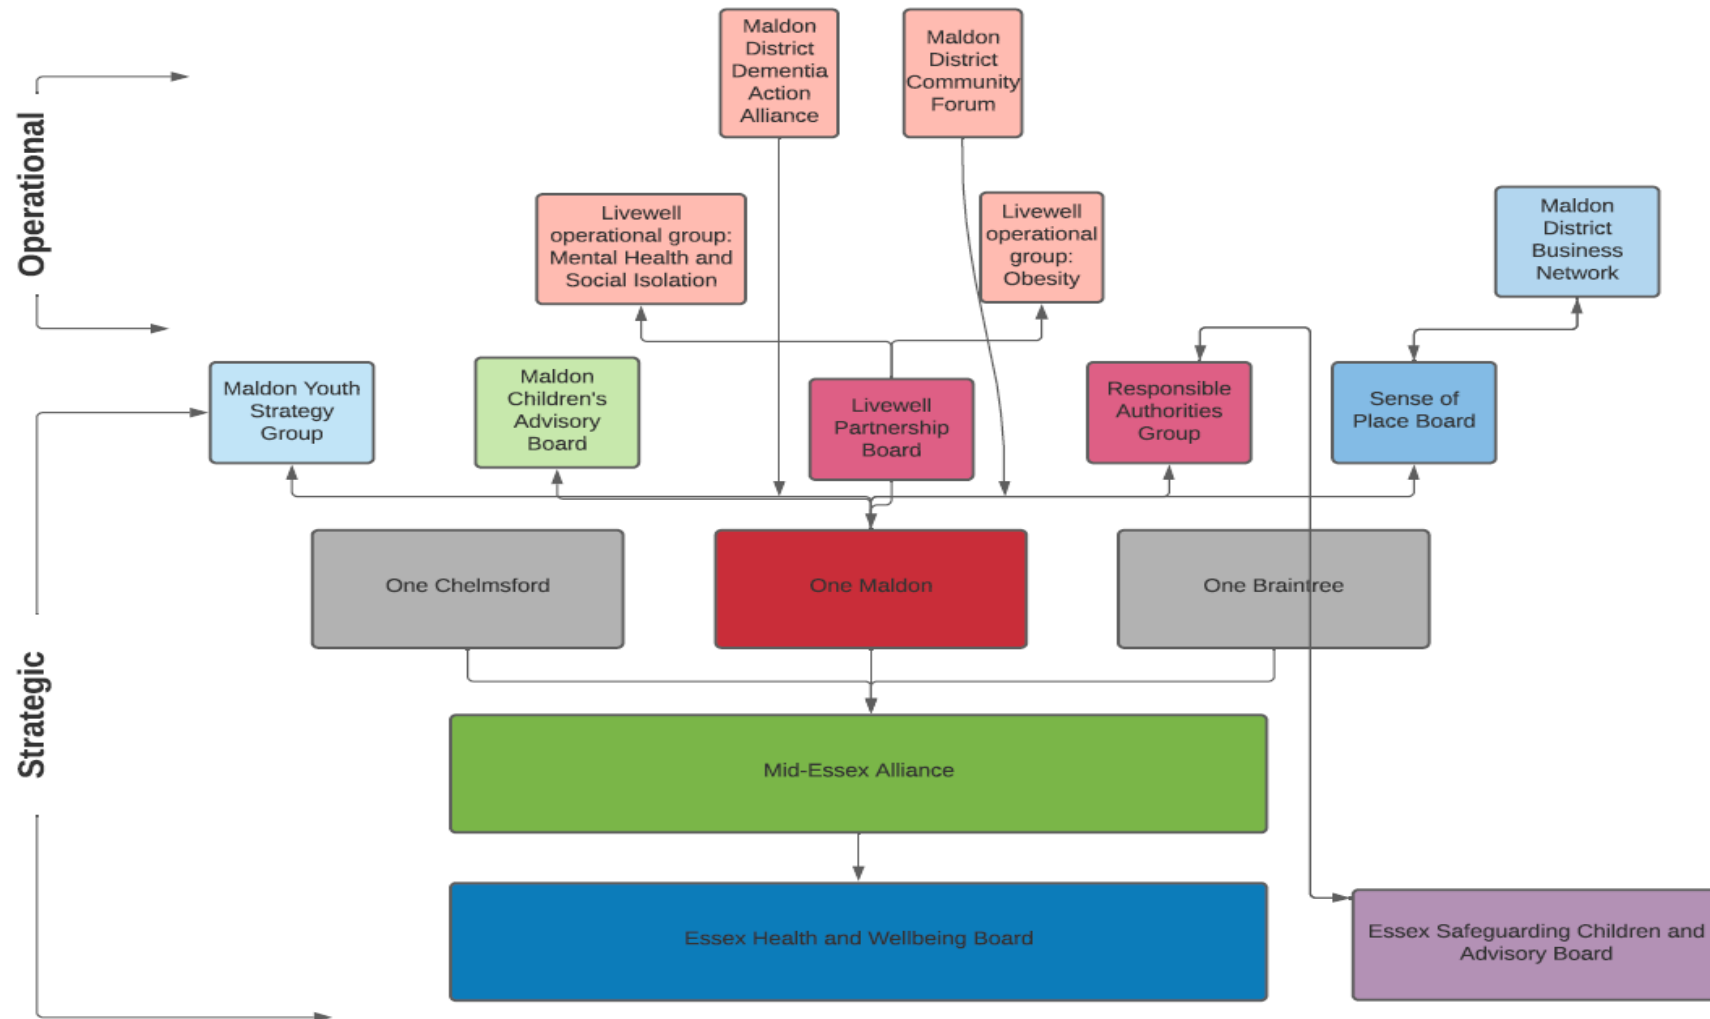 Maldon
District
Dementia
Action
Alliance
Maldon
District
Community
Forum
Operational
Livewell
operational group:
Mental Health and
Social Isolation
Livewell
operational
group:
Obesity
Maldon
District
Business
Network
Maldon Youth
Strategy
Group
Maldon
Children's
Advisory
Board
Livewell
Partnership
Board
Responsible
Authorities
Group
Sense of
Place Board
One Chelmsford
One Maldon
One Braintree
Strategic
Mid-Essex Alliance
Essex Health and Wellbeing Board
Essex Safeguarding Children and
Advisory Board